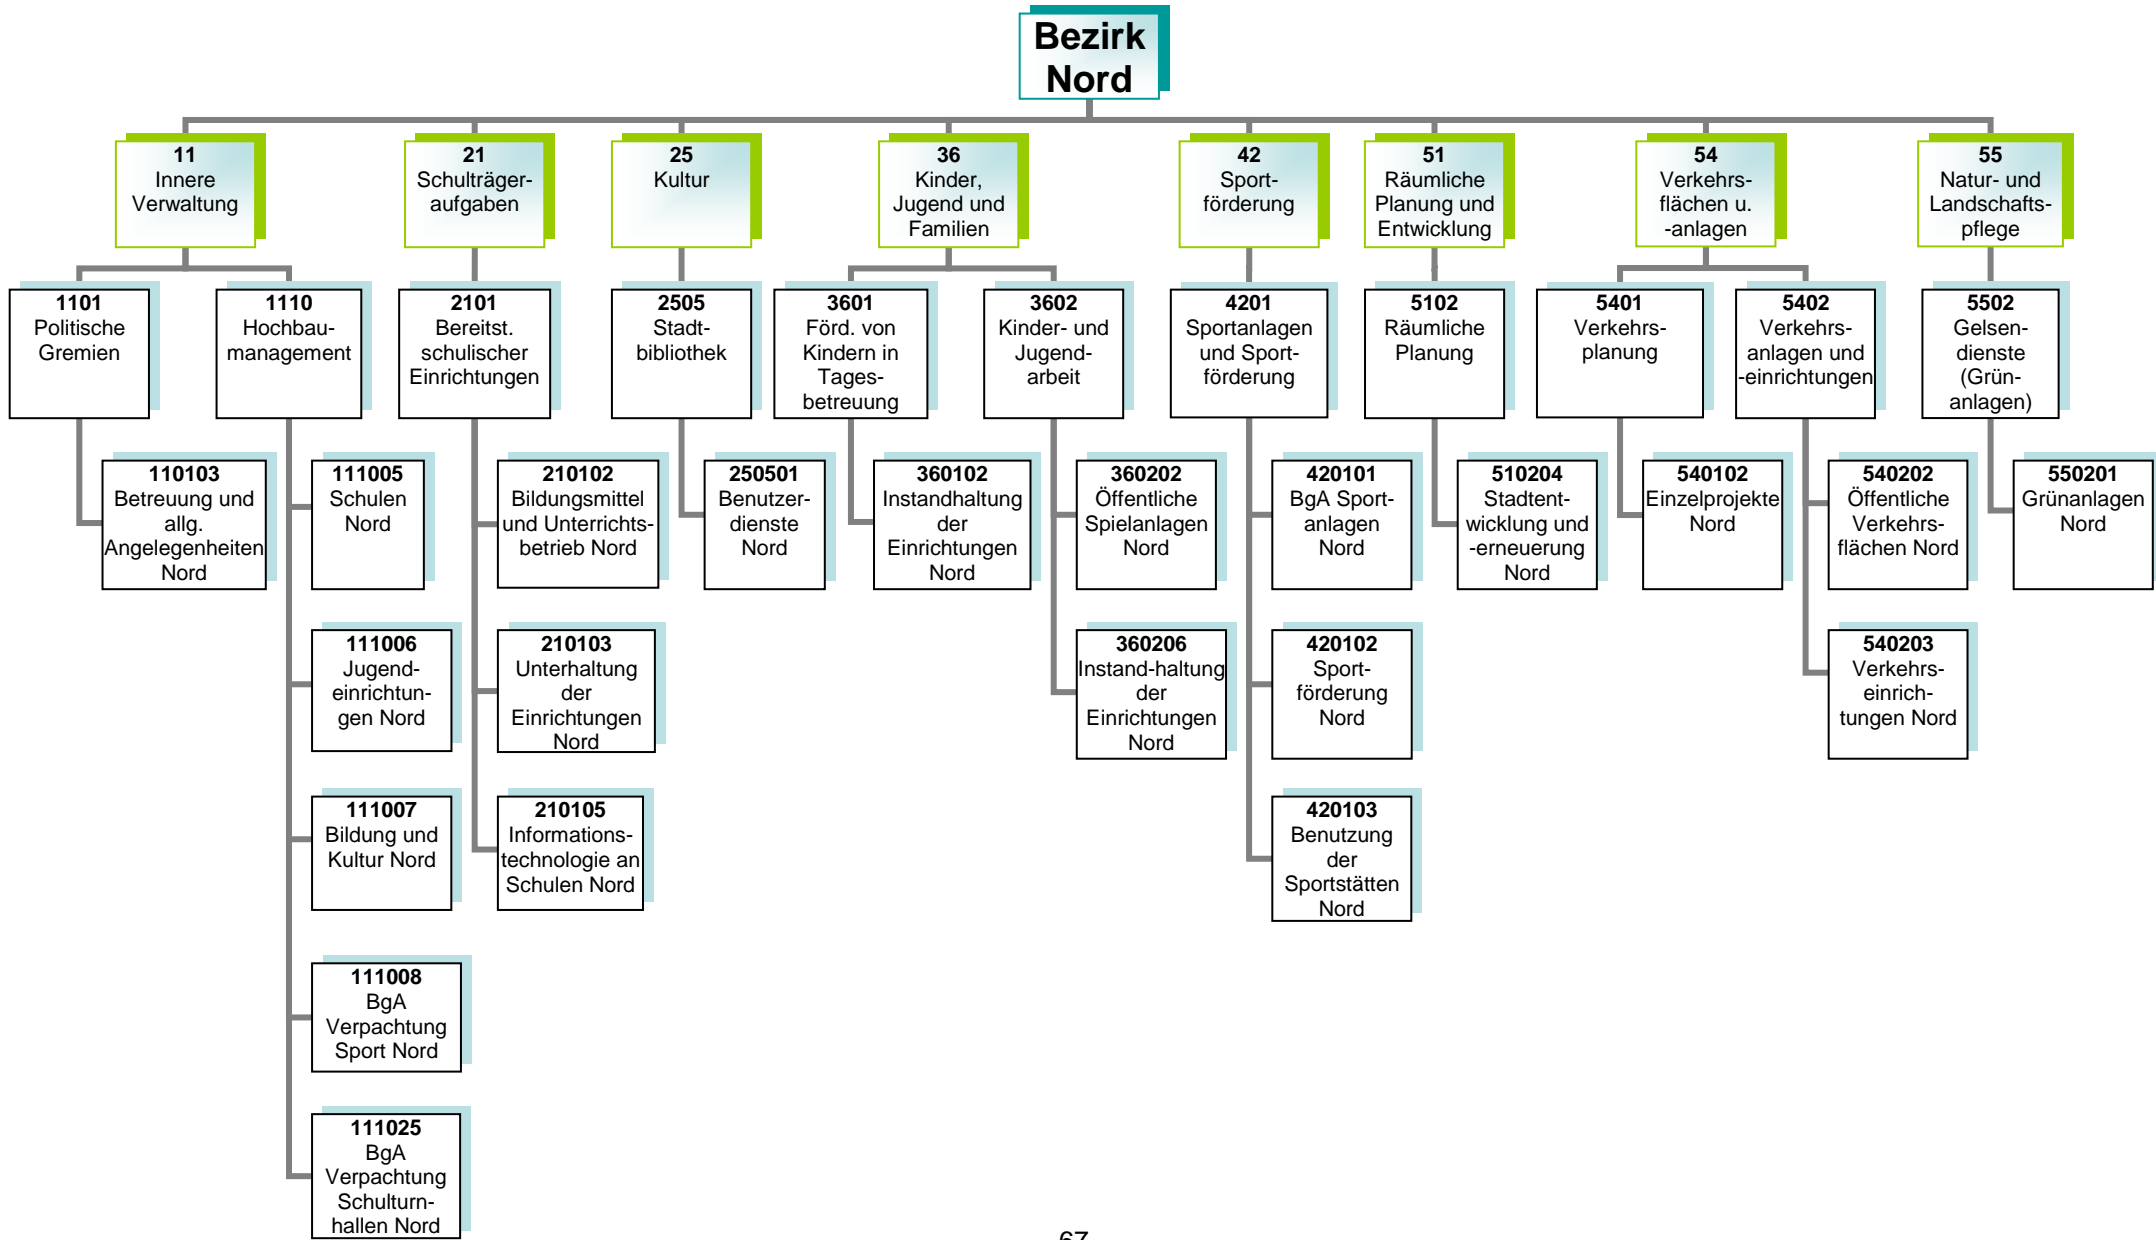 Bezirk
Nord
11
Innere
Verwaltung
21
Schulträger-
aufgaben
25
Kultur
36
Kinder,
Jugend und
Familien
42
Sport-
förderung
51
Räumliche
Planung und
Entwicklung
54
Verkehrs-
flächen u.
-anlagen
55
Natur- und
Landschafts-
pflege
1101
Politische
Gremien
1110
Hochbau-
management
2101
Bereitst.
schulischer
Einrichtungen
2505
Stadt-
bibliothek
3601
Förd. von
Kindern in
Tages-
betreuung
3602
Kinder- und
Jugend-
arbeit
4201
Sportanlagen
und Sport-
förderung
5102
Räumliche
Planung
5401
Verkehrs-
planung
5402
Verkehrs-
anlagen und
-einrichtungen
5502
Gelsen-
dienste
(Grün-
anlagen)
110103
Betreuung und
allg.
Angelegenheiten
Nord
111005
Schulen
Nord
210102
Bildungsmittel
und Unterrichts-
betrieb Nord
250501
Benutzer-
dienste
Nord
360102
Instandhaltung
der
Einrichtungen
Nord
360202
Öffentliche
Spielanlagen
Nord
420101
BgA Sport-
anlagen
Nord
510204
Stadtent-
wicklung und
-erneuerung
Nord
540102
Einzelprojekte
Nord
540202
Öffentliche
Verkehrs-
flächen Nord
550201
Grünanlagen
Nord
111006
Jugend-
einrichtun-
gen Nord
210103
Unterhaltung
der
Einrichtungen
Nord
360206
Instand-haltung
der
Einrichtungen
Nord
420102
Sport-
förderung
Nord
540203
Verkehrs-
einrich-
tungen Nord
111007
Bildung und
Kultur Nord
210105
Informations-
technologie an
Schulen Nord
420103
Benutzung
der
Sportstätten
Nord
111008
BgA
Verpachtung
Sport Nord
111025
BgA
Verpachtung
Schulturn-
hallen Nord
67